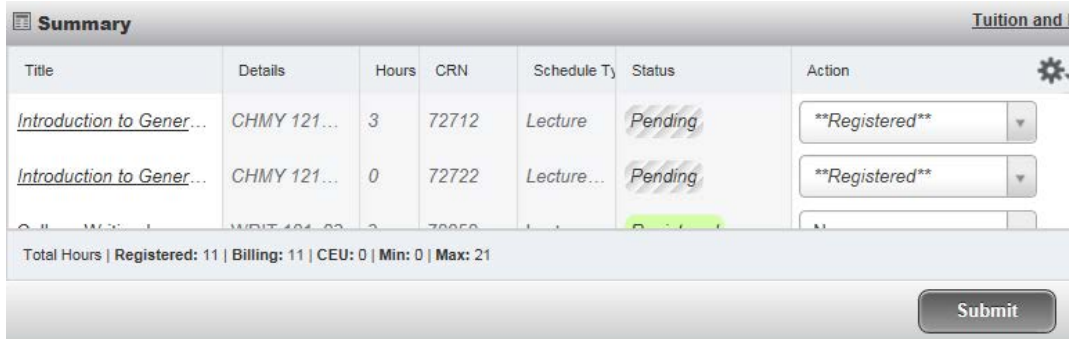 Summary Tuition and
Title Details Hours CRN Schedule Ty Status Action
Introduction to Gener... CHMY 121... 3 72712 Lecture Pending **Registered**
Introduction to Gener... CHMY 121... 0 72722 Lecture... Pending **Registered**
Total Hours | Registered: 11 | Billing: 11 | CEU: 0 | Min: 0 | Max: 21
Submit